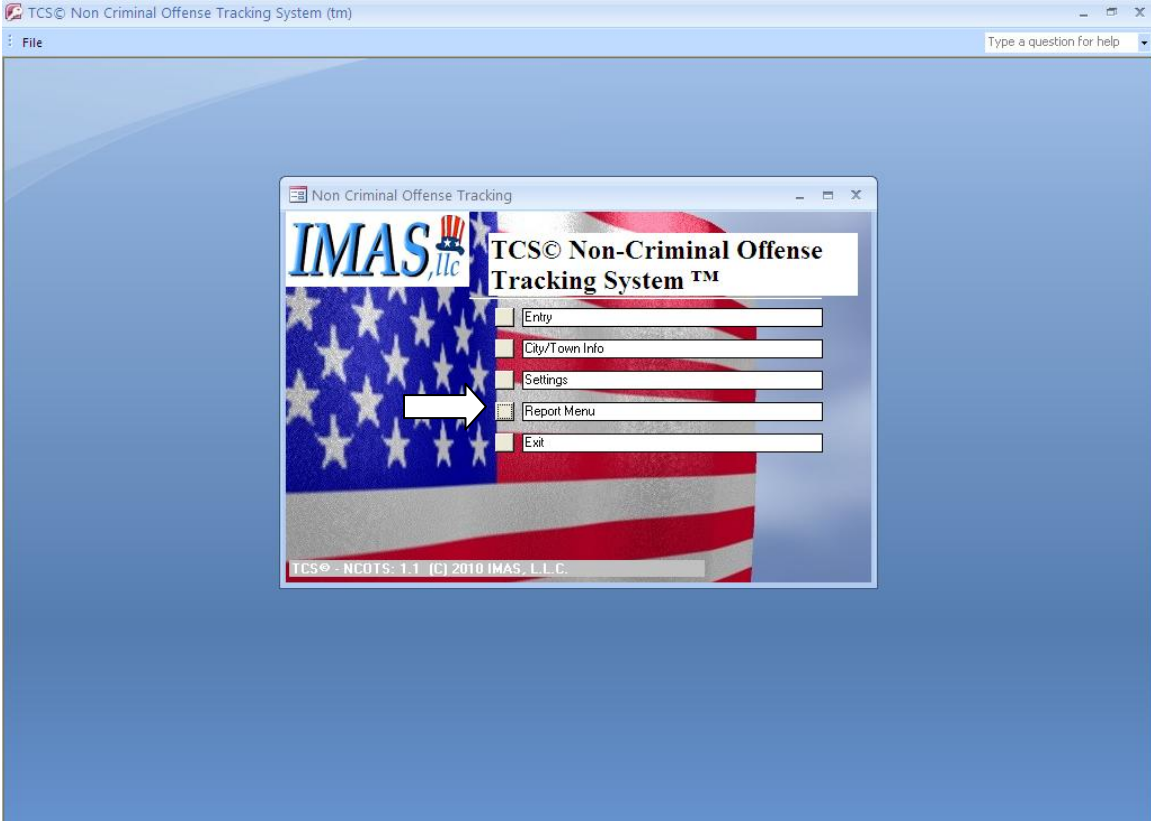 TCS© Non Criminal Offense Tracking System (tm)
File
Type a question for help
Non Criminal Offense Tracking
IMAS,llc
TCS© Non-Criminal Offense
Tracking System ™
Entry
City/Town Info
Settings
Report Menu
Exit
TCS® - NCOTS: 1.1 (C) 2010 IMAS, L.L.C.